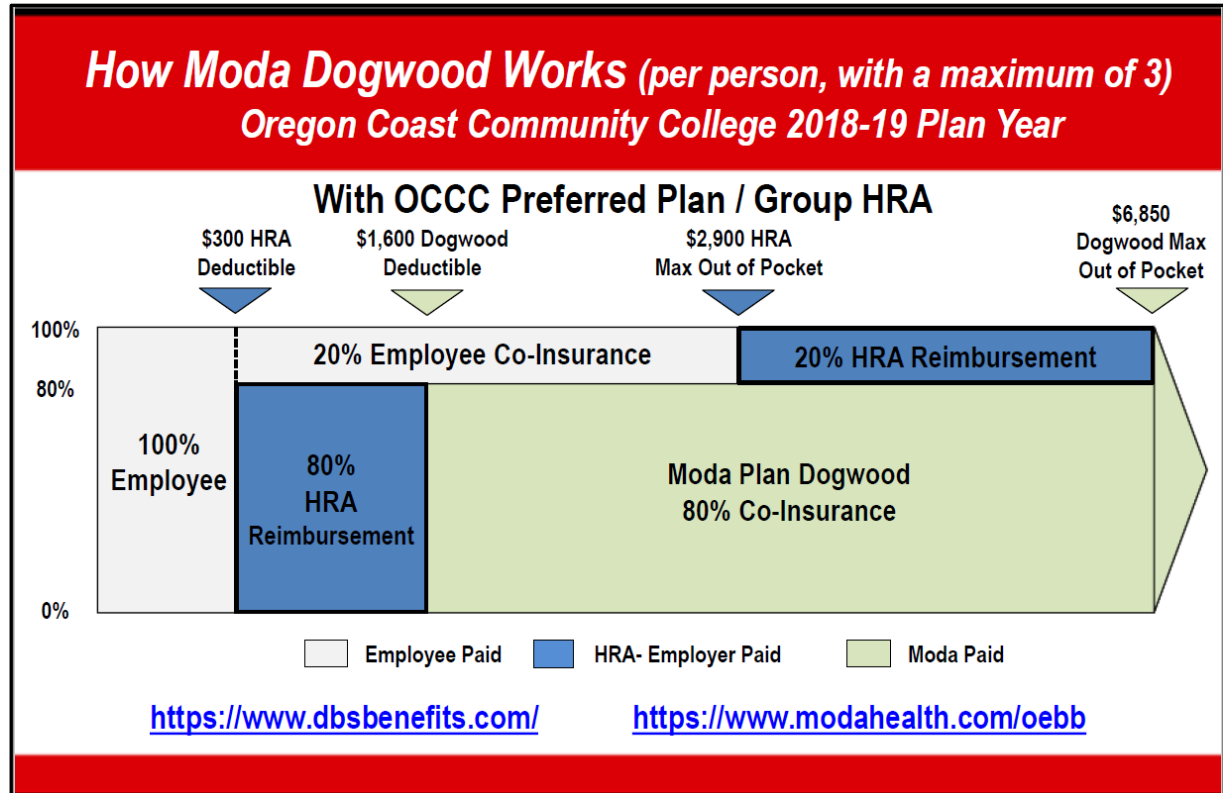 How Moda Dogwood Works (per person, with a maximum of 3)
Oregon Coast Community College 2018-19 Plan Year
With OCCC Preferred Plan / Group HRA
$300 HRA
Deductible
$1,600 Dogwood
Deductible
$2,900 HRA
Max Out of Pocket
$6,850
Dogwood Max
Out of Pocket
100%
80%
0%
20% Employee Co-Insurance
20% HRA Reimbursement
100%
Employee
80%
HRA
Reimbursement
Moda Plan Dogwood
80% Co-Insurance
Employee Paid
HRA- Employer Paid
Moda Paid
https://www.dbsbenefits.com/
https://www.modahealth.com/oebb